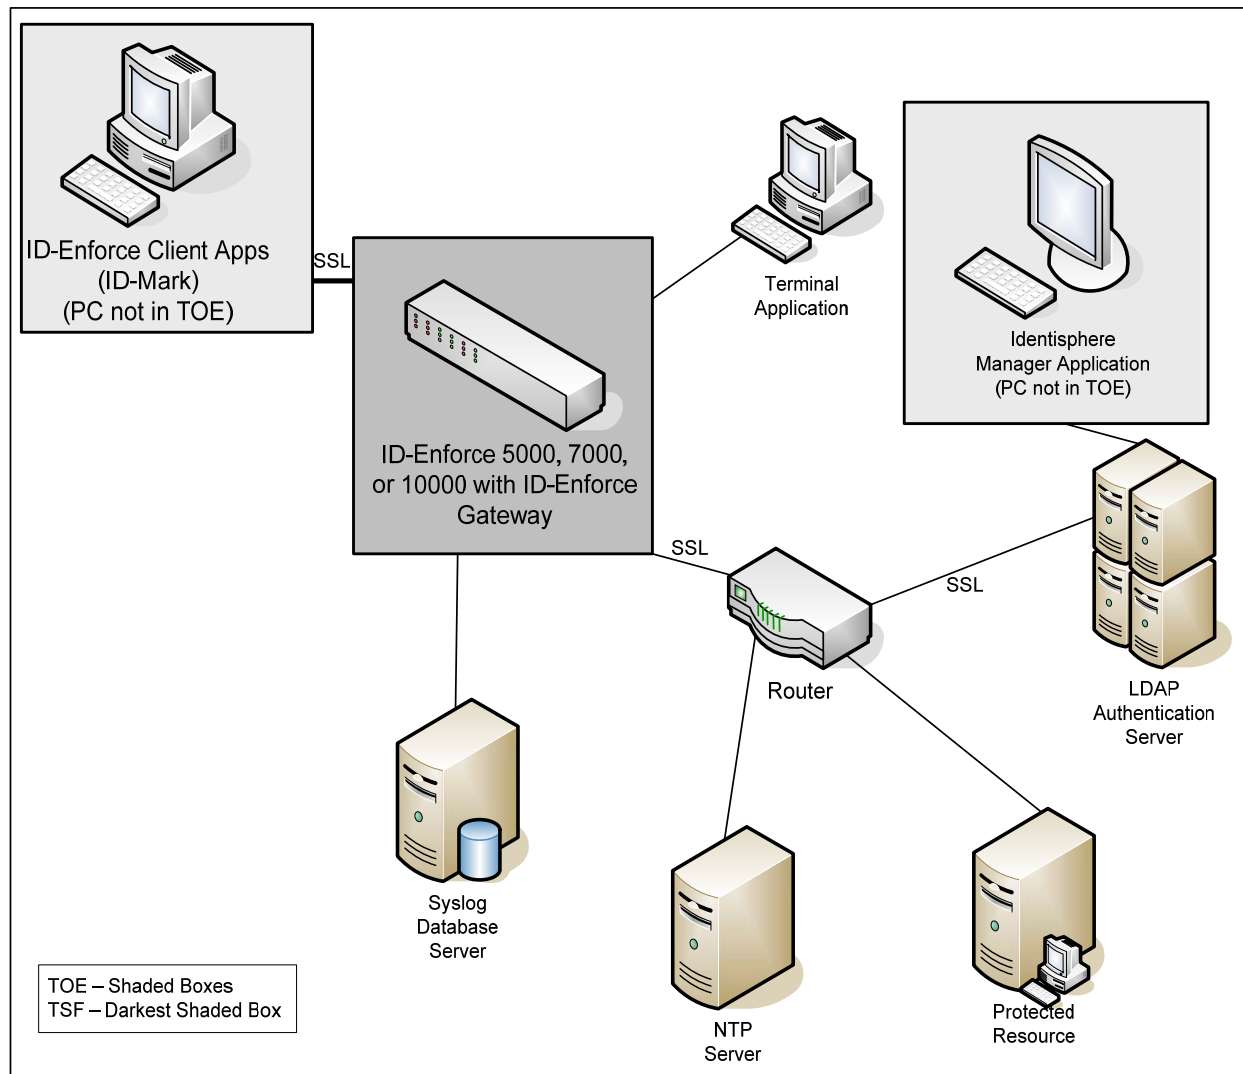 ID-Enforce Client Apps
(ID-Mark)
(PC not in TOE)
SSL
ID-Enforce 5000, 7000,
or 10000 with ID-Enforce
Gateway
Terminal
Application
Identisphere
Manager Application
(PC not in TOE)
SSL
SSL
Router
LDAP
Authentication
Server
Syslog
Database
Server
NTP
Server
Protected
Resource
TOE – Shaded Boxes
TSF – Darkest Shaded Box